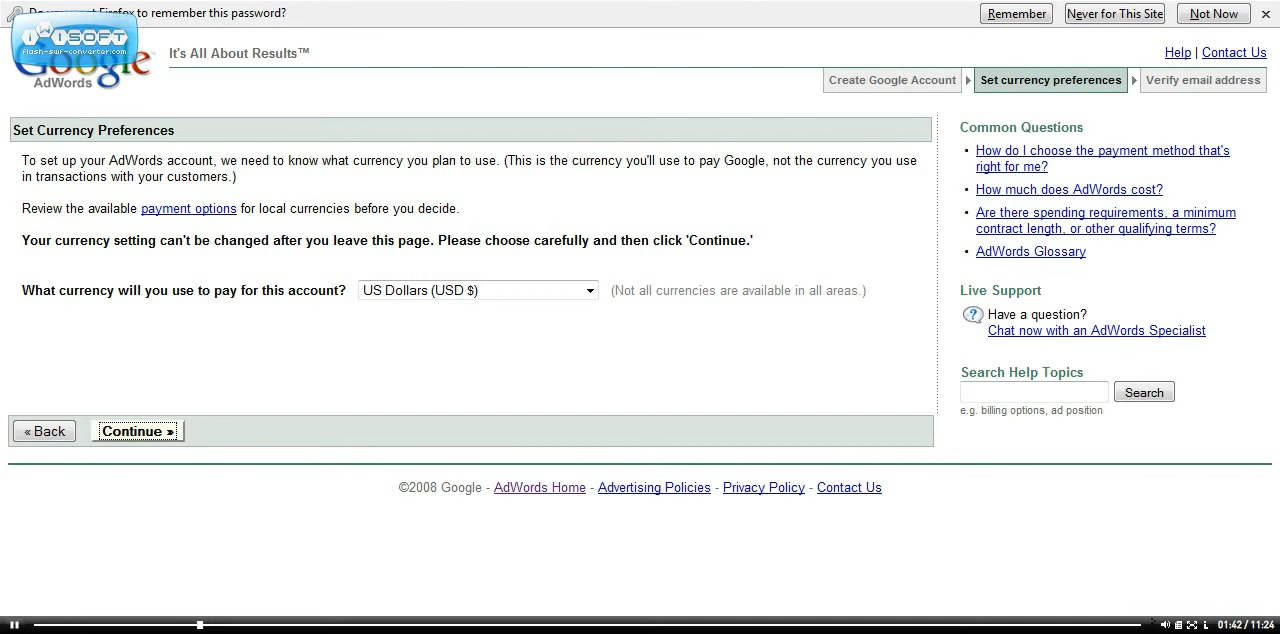 Firefox to remember this password?
Remember
Never for This Site
Not Now
iWiSOFT
flash-swf-converter.com
Google
AdWords
It's All About Results™
Help | Contact Us
Create Google Account
Set currency preferences
Verify email address
Set Currency Preferences
To set up your AdWords account, we need to know what currency you plan to use. (This is the currency you'll use to pay Google, not the currency you use
in transactions with your customers.)
Review the available payment options for local currencies before you decide.
Your currency setting can't be changed after you leave this page. Please choose carefully and then click 'Continue.'
What currency will you use to pay for this account? US Dollars (USD $) (Not all currencies are available in all areas.)
« Back
Continue »
Common Questions
• How do I choose the payment method that's
right for me?
• How much does AdWords cost?
• Are there spending requirements, a minimum
contract length, or other qualifying terms?
• AdWords Glossary
Live Support
Have a question?
Chat now with an AdWords Specialist
Search Help Topics
Search
e.g. billing options, ad position
©2008 Google - AdWords Home - Advertising Policies - Privacy Policy - Contact Us
01:42 / 11:24